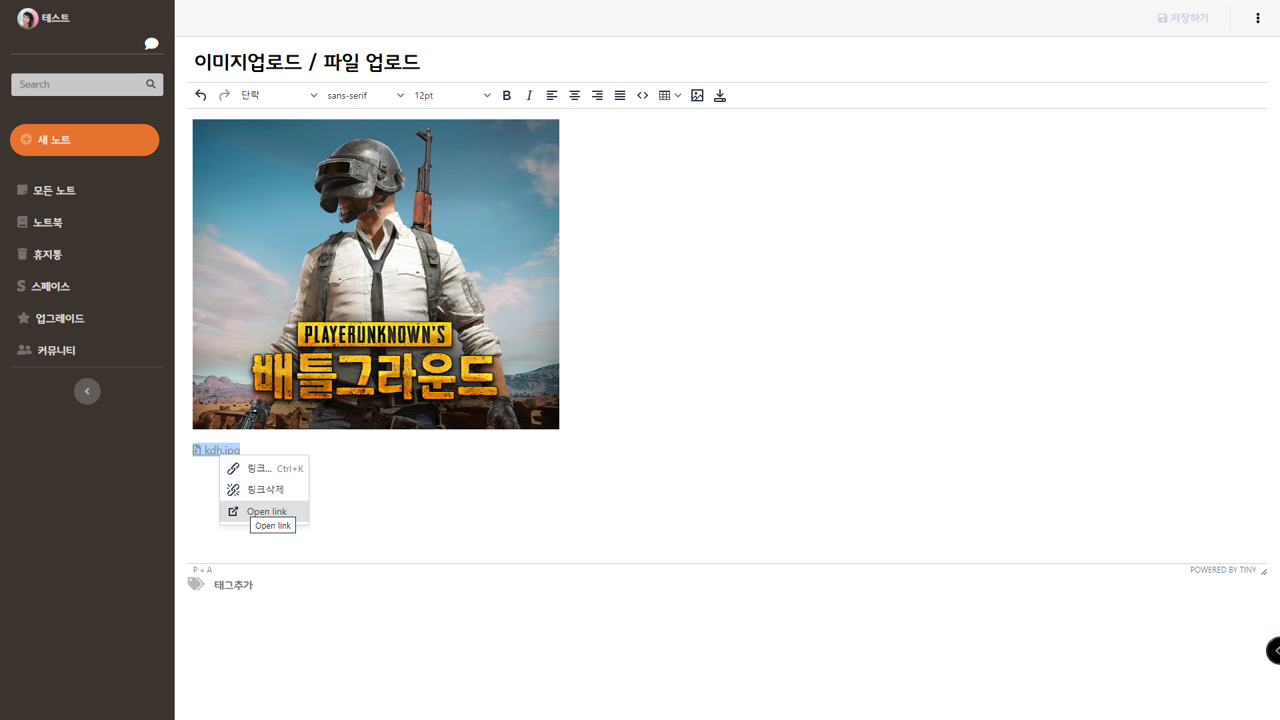 테스트
저장하기
Search
새 노트
모든 노트
노트북
휴지통
스페이스
업그레이드
커뮤니티
이미지업로드 / 파일 업로드
단락 sans-serif 12pt B I
PLAYERUNKNOWN'S
배틀그라운드
kdh.jpg
링크... Ctrl+K
링크삭제
Open link
Open link
P » A
POWERED BY TINY
태그추가